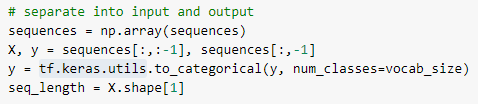 # separate into input and output
sequences = np.array(sequences)
X, y = sequences[:,:-1], sequences[:,-1]
y = tf.keras.utils.to_categorical(y, num_classes=vocab_size)
seq_length = X.shape[1]